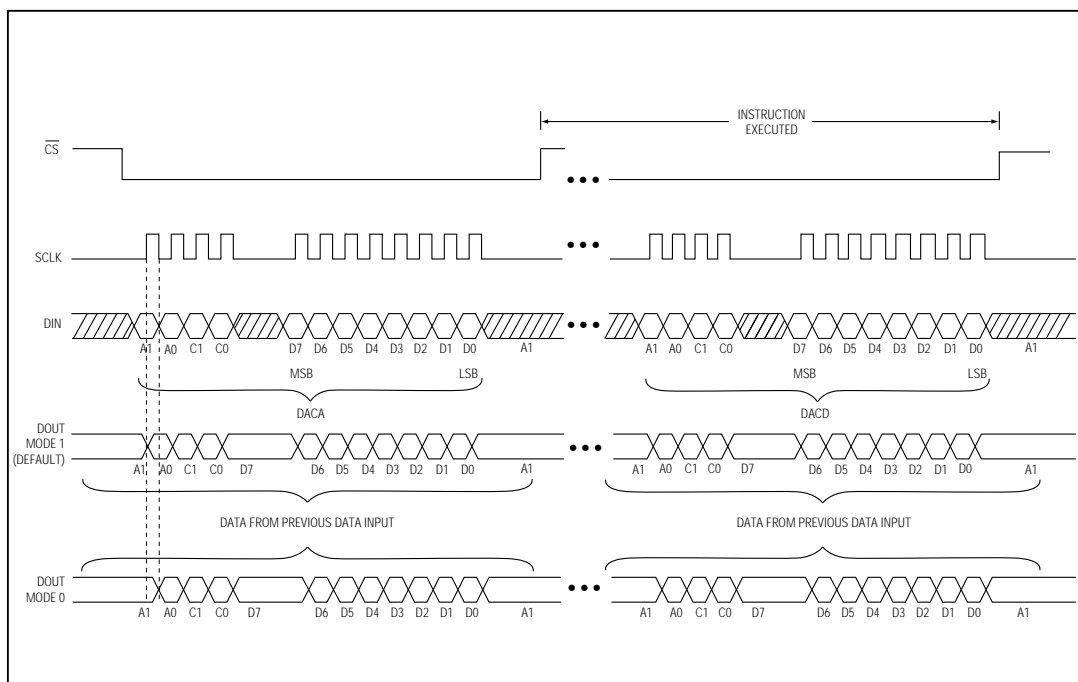 INSTRUCTION
EXECUTED
CS
•••
SCLK
•••
DIN
•••
A1 A0 C1 C0 D7 D6 D5 D4 D3 D2 D1 D0 A1 A1 A0 C1 C0 D7 D6 D5 D4 D3 D2 D1 D0 A1
MSB LSB MSB LSB
DACA DACD
DOUT
MODE 1
(DEFAULT)
•••
A1 A0 C1 C0 D7 D6 D5 D4 D3 D2 D1 D0 A1 A1 A0 C1 C0 D7 D6 D5 D4 D3 D2 D1 D0 A1
DATA FROM PREVIOUS DATA INPUT DATA FROM PREVIOUS DATA INPUT
DOUT
MODE 0
•••
A1 A0 C1 C0 D7 D6 D5 D4 D3 D2 D1 D0 A1 A1 A0 C1 C0 D7 D6 D5 D4 D3 D2 D1 D0 A1